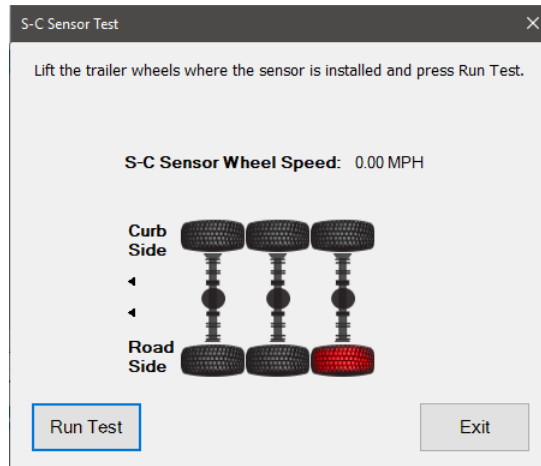 S-C Sensor Test
Lift the trailer wheels where the sensor is installed and press Run Test.
S-C Sensor Wheel Speed: 0.00 MPH
Curb
Side
Road
Side
Run Test
Exit